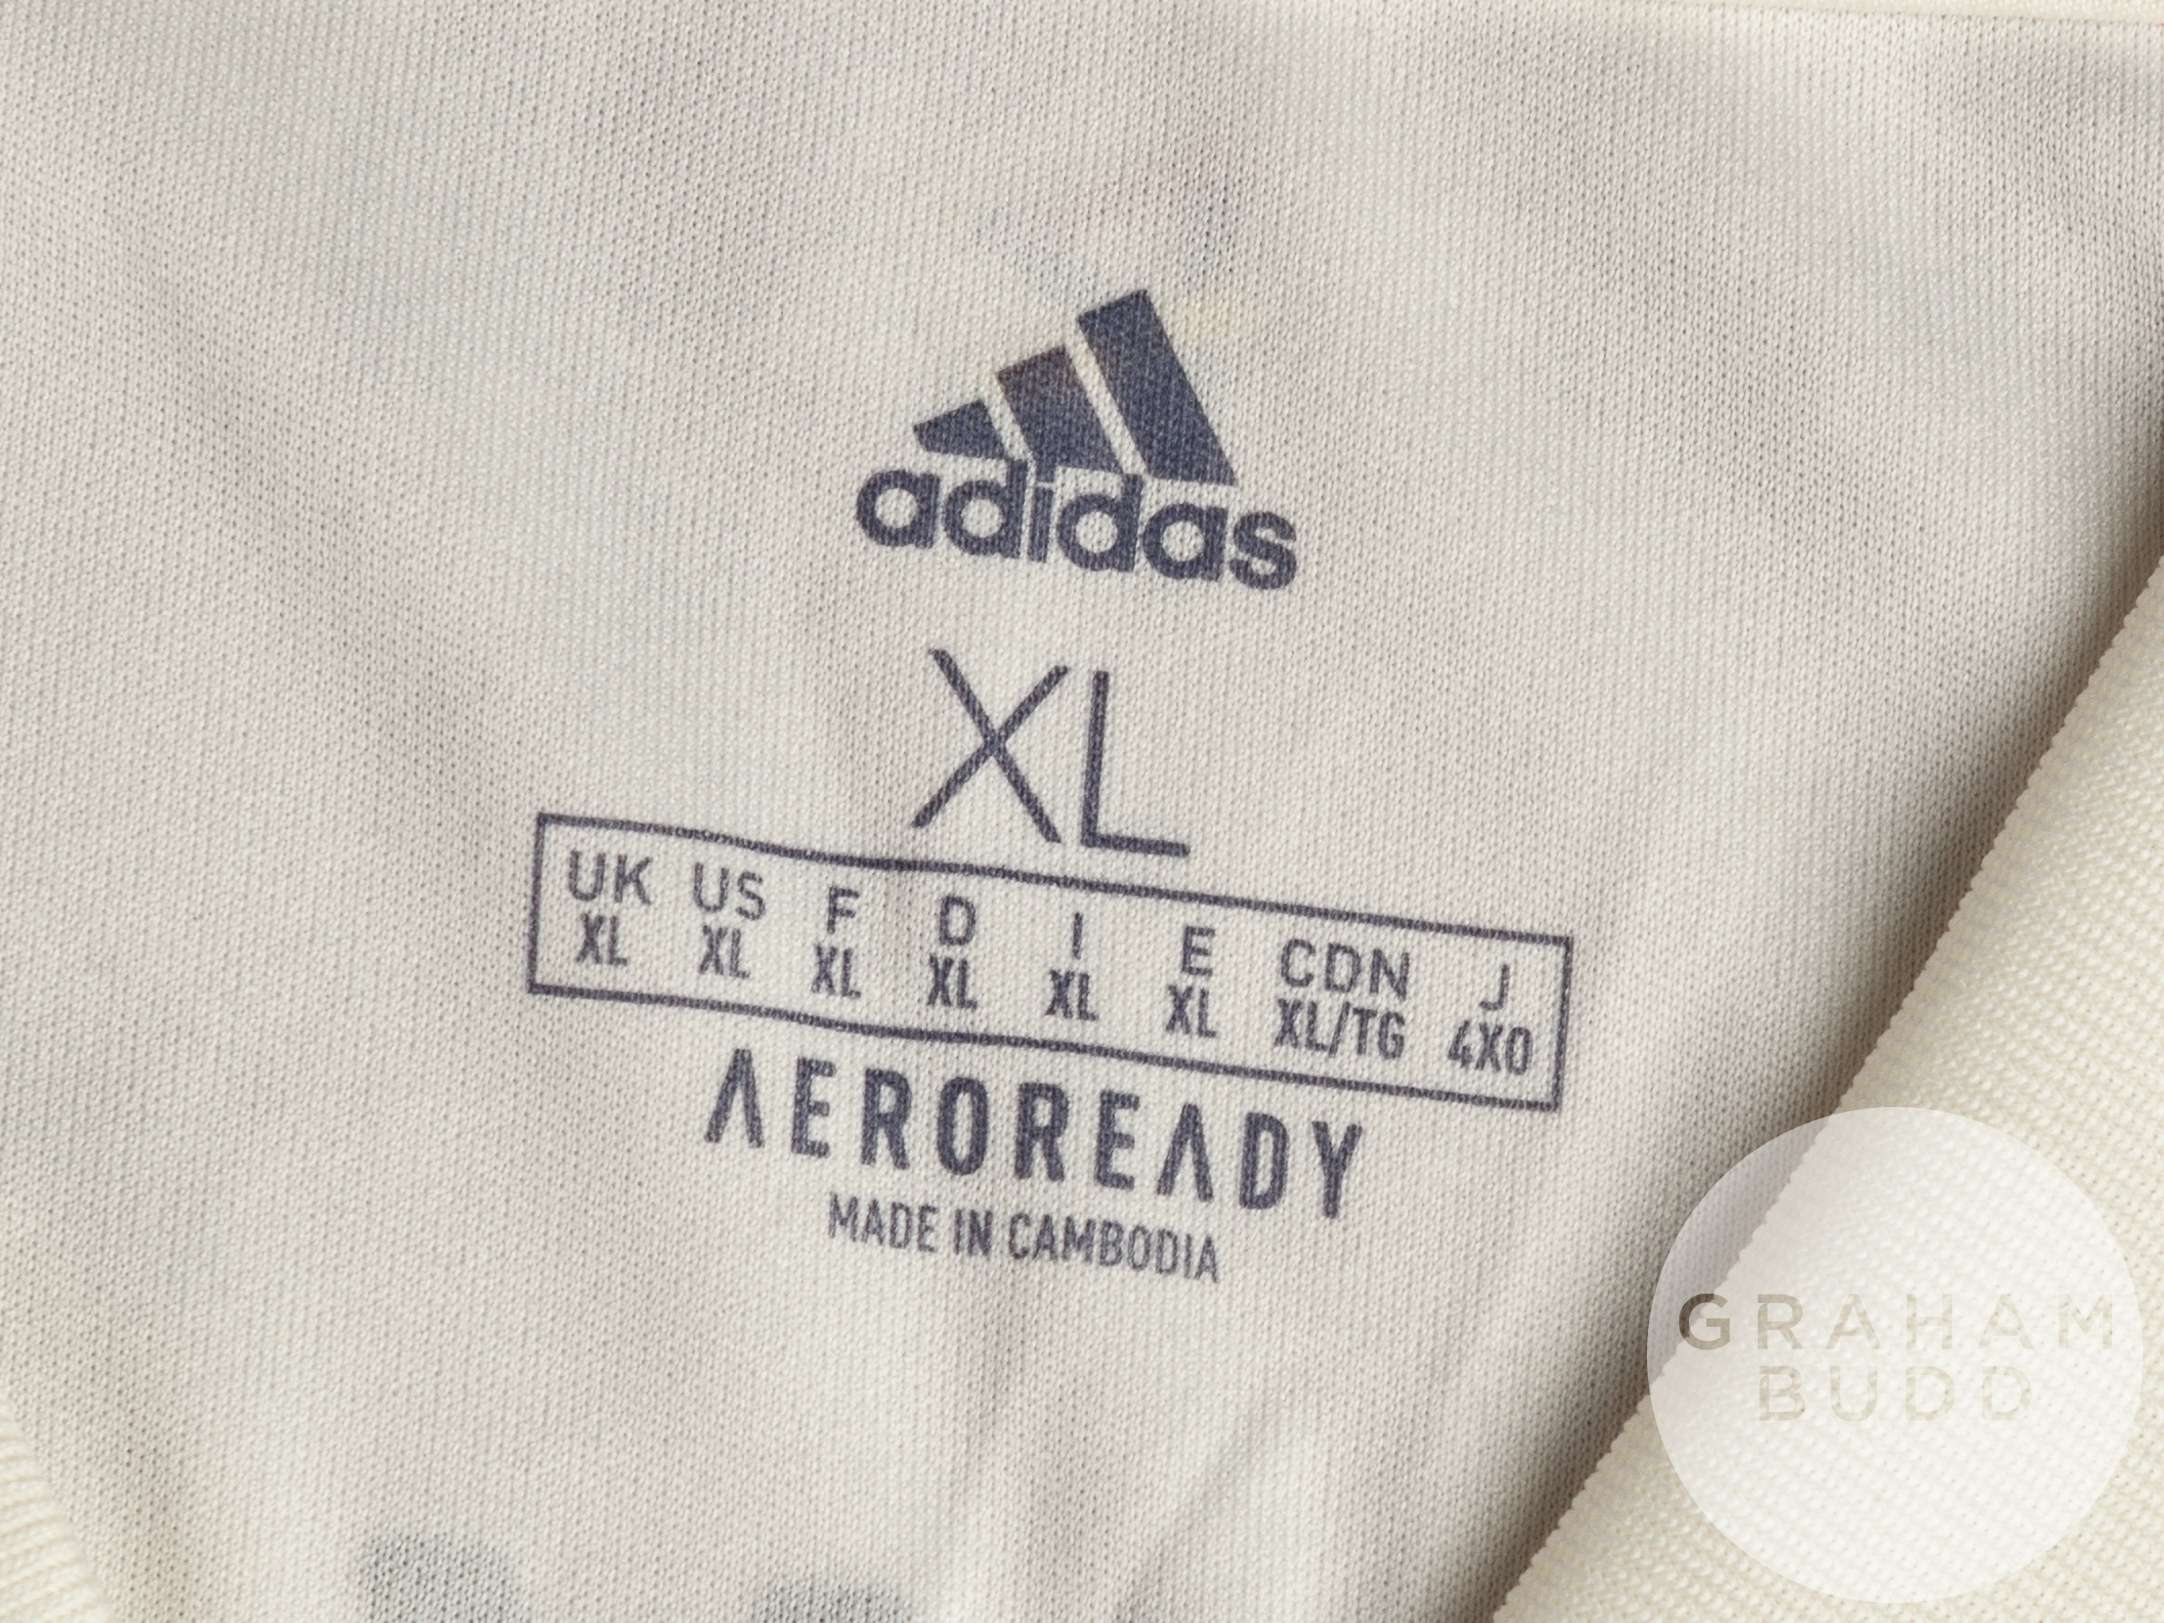 adidas
XL
UK US F D I E CDN J
XL XL XL XL XL XL XL/TG 4XO
AEROREADY
MADE IN CAMBODIA
GRAHAM
BUDD